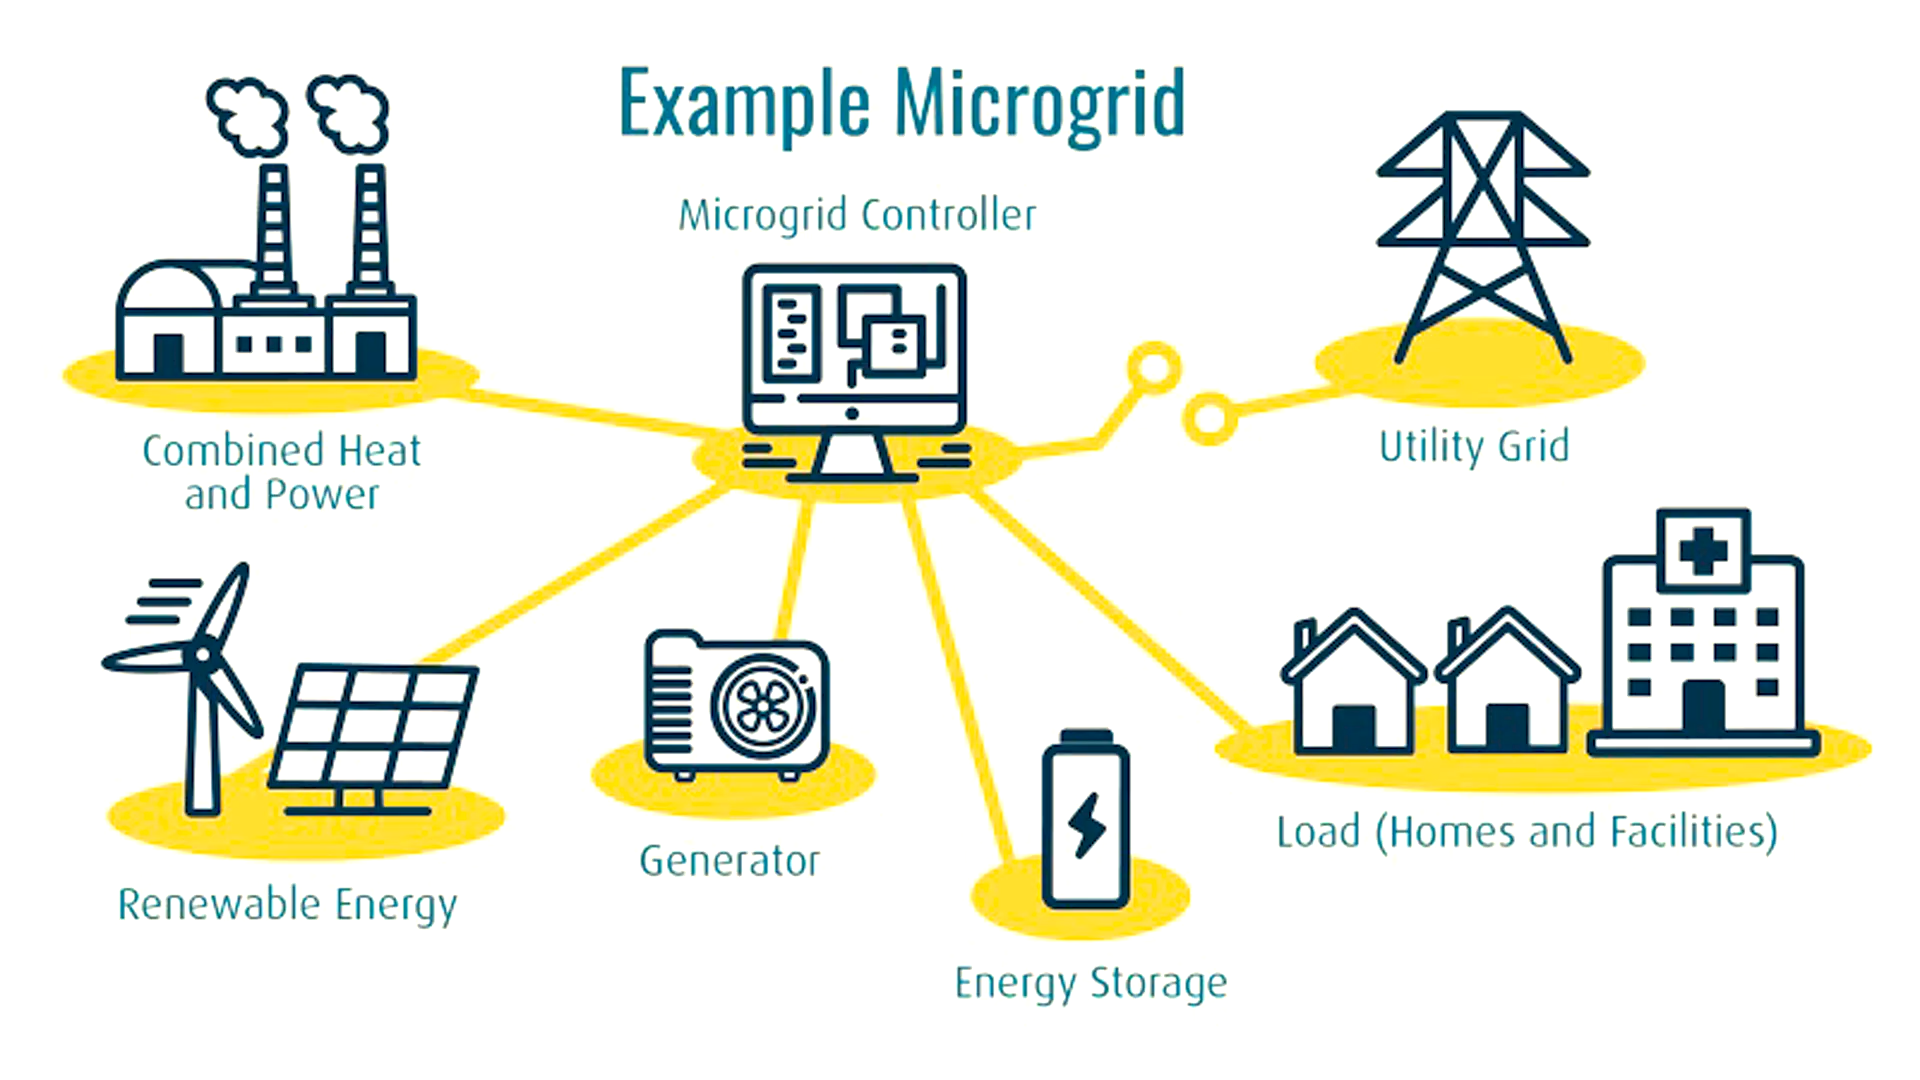 Example Microgrid
Microgrid Controller
Combined Heat
and Power
Utility Grid
Renewable Energy
Generator
Energy Storage
Load (Homes and Facilities)